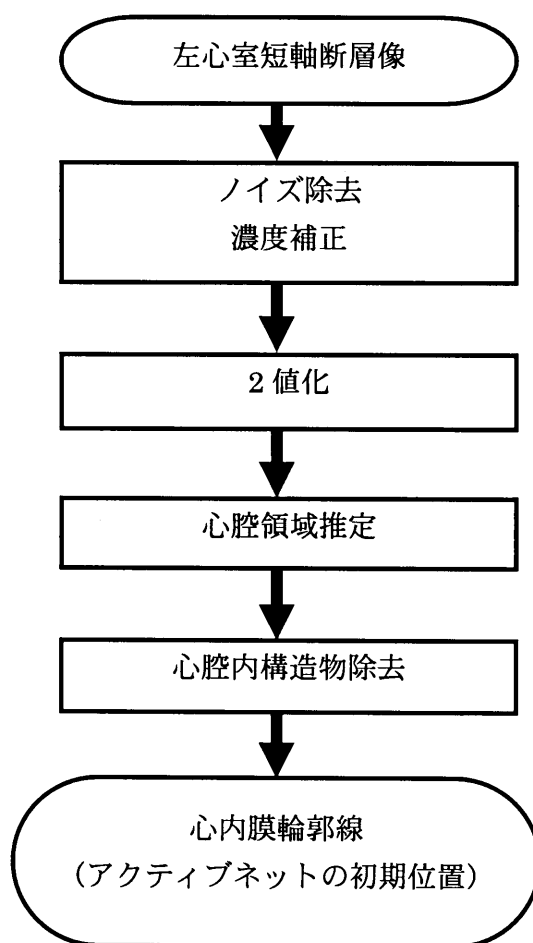 左心室短軸断層像
ノイズ除去
濃度補正
2値化
心腔領域推定
心腔内構造物除去
心内膜輪郭線
(アクティブネットの初期位置)